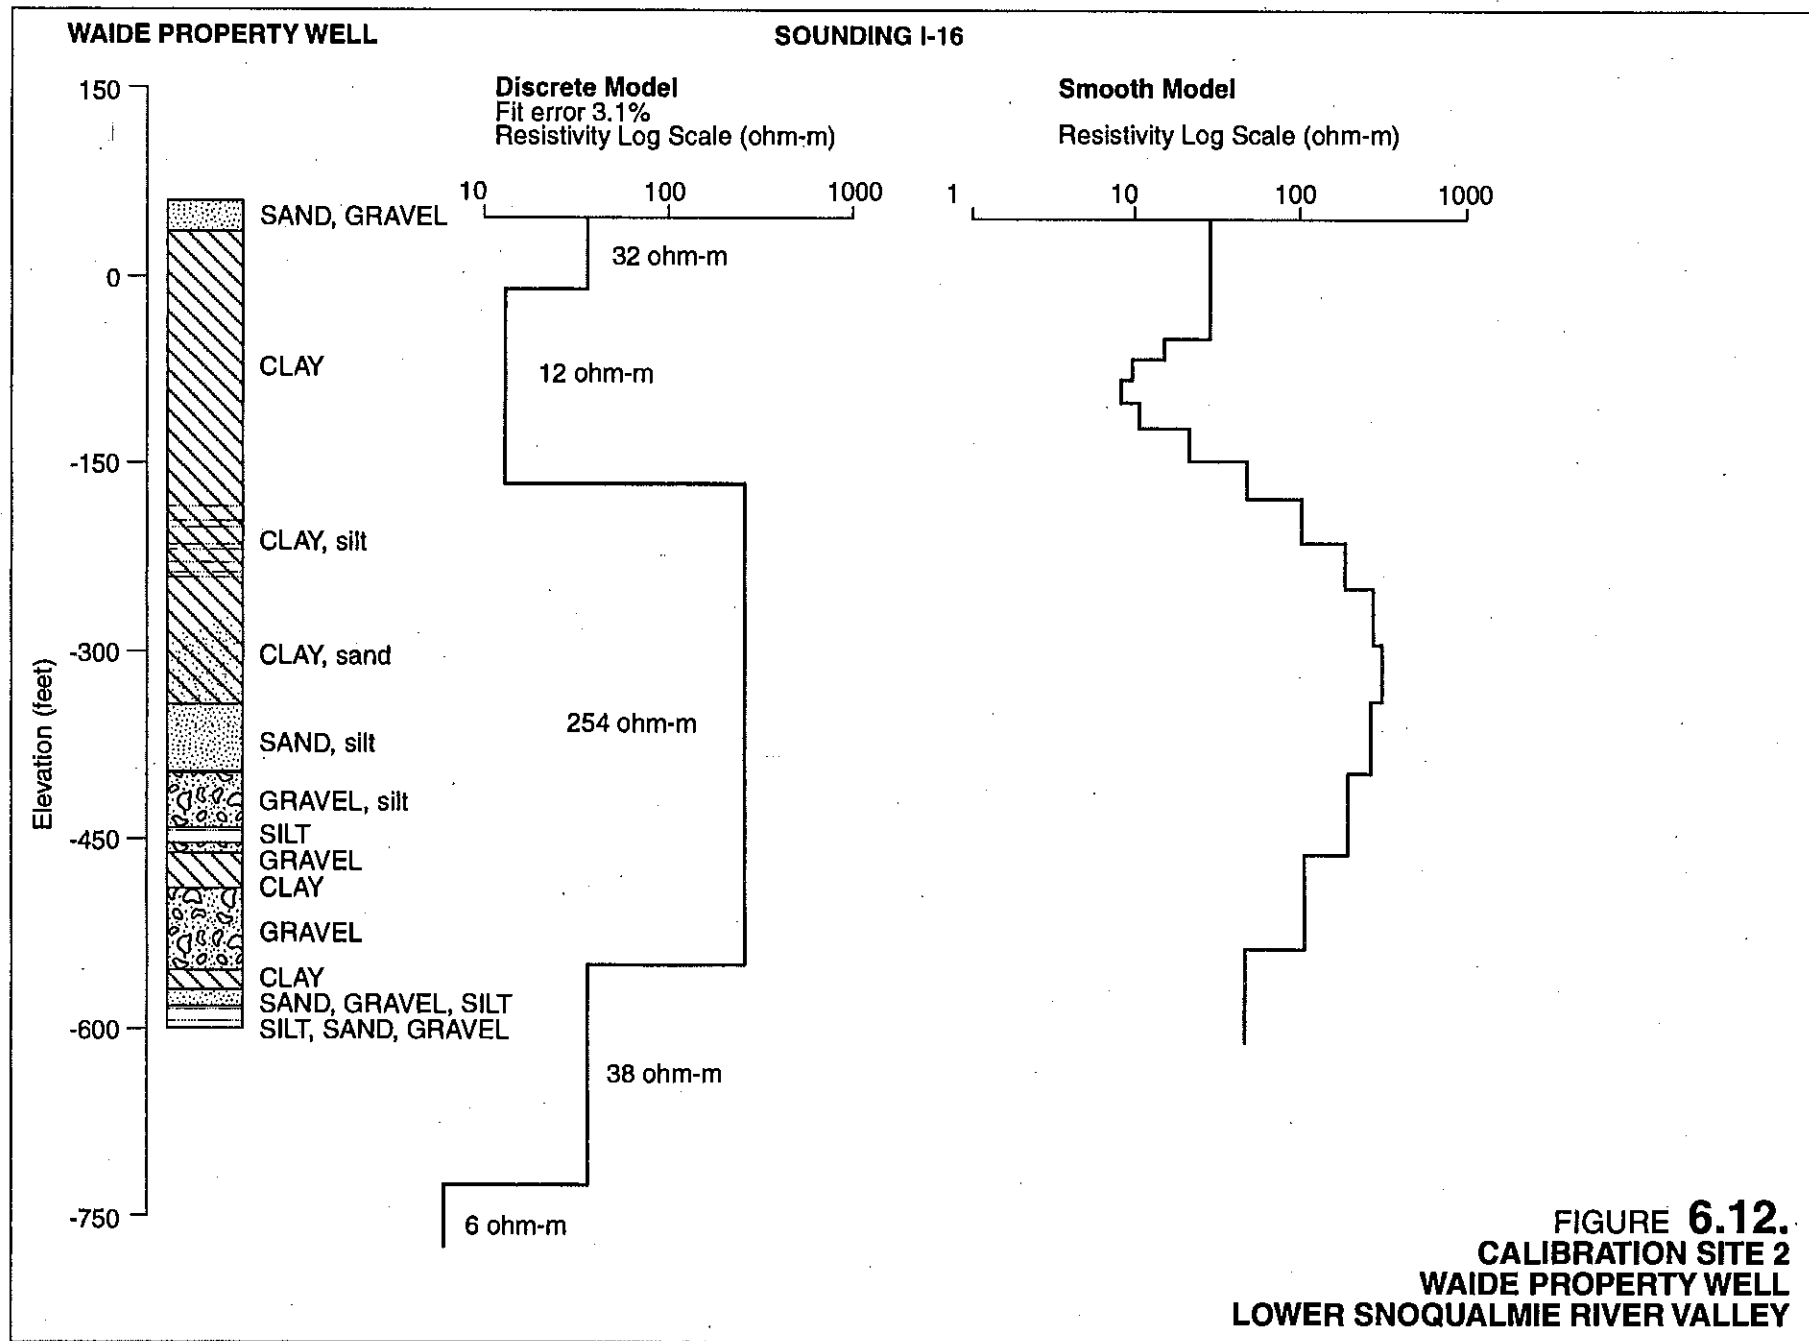 WAIDE PROPERTY WELL
SOUNDING I-16
Discrete Model
Fit error 3.1%
Resistivity Log Scale (ohm-m)
Smooth Model
Resistivity Log Scale (ohm-m)
150
0
-150
-300
-450
-600
-750
Elevation (feet)
SAND, GRAVEL
CLAY
CLAY, silt
CLAY, sand
SAND, silt
GRAVEL, silt
SILT
GRAVEL
CLAY
GRAVEL
CLAY
SAND, GRAVEL, SILT
SILT, SAND, GRAVEL
10 100 1000
32 ohm-m
12 ohm-m
254 ohm-m
38 ohm-m
6 ohm-m
1 10 100 1000
FIGURE 6.12.
CALIBRATION SITE 2
WAIDE PROPERTY WELL
LOWER SNOQUALMIE RIVER VALLEY